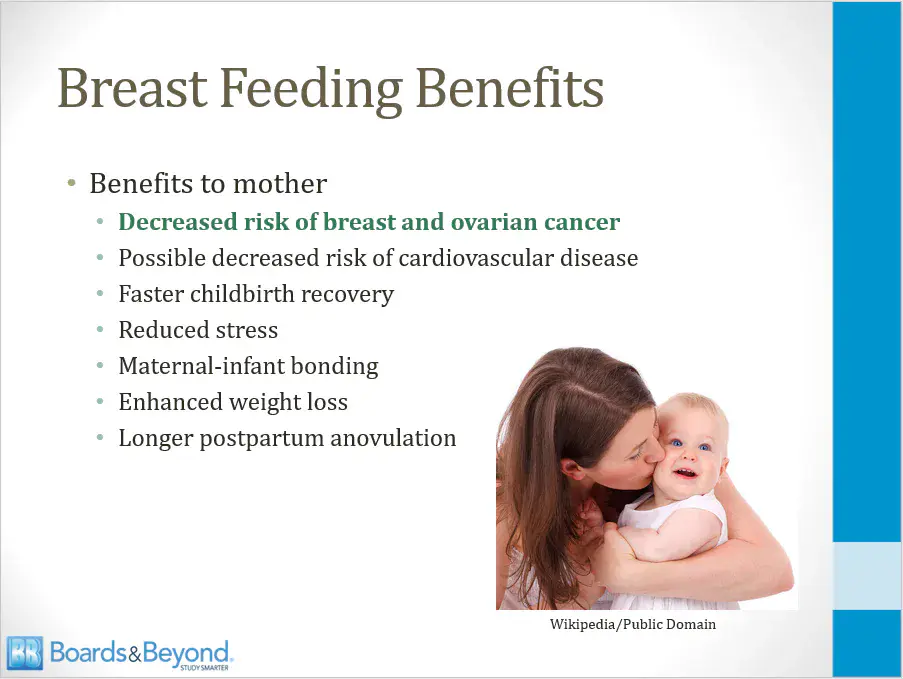 Breast Feeding Benefits
• Benefits to mother
• Decreased risk of breast and ovarian cancer
• Possible decreased risk of cardiovascular disease
• Faster childbirth recovery
• Reduced stress
• Maternal-infant bonding
• Enhanced weight loss
• Longer postpartum anovulation
Wikipedia/Public Domain
BB Boards&Beyond.
STUDY SMARTER